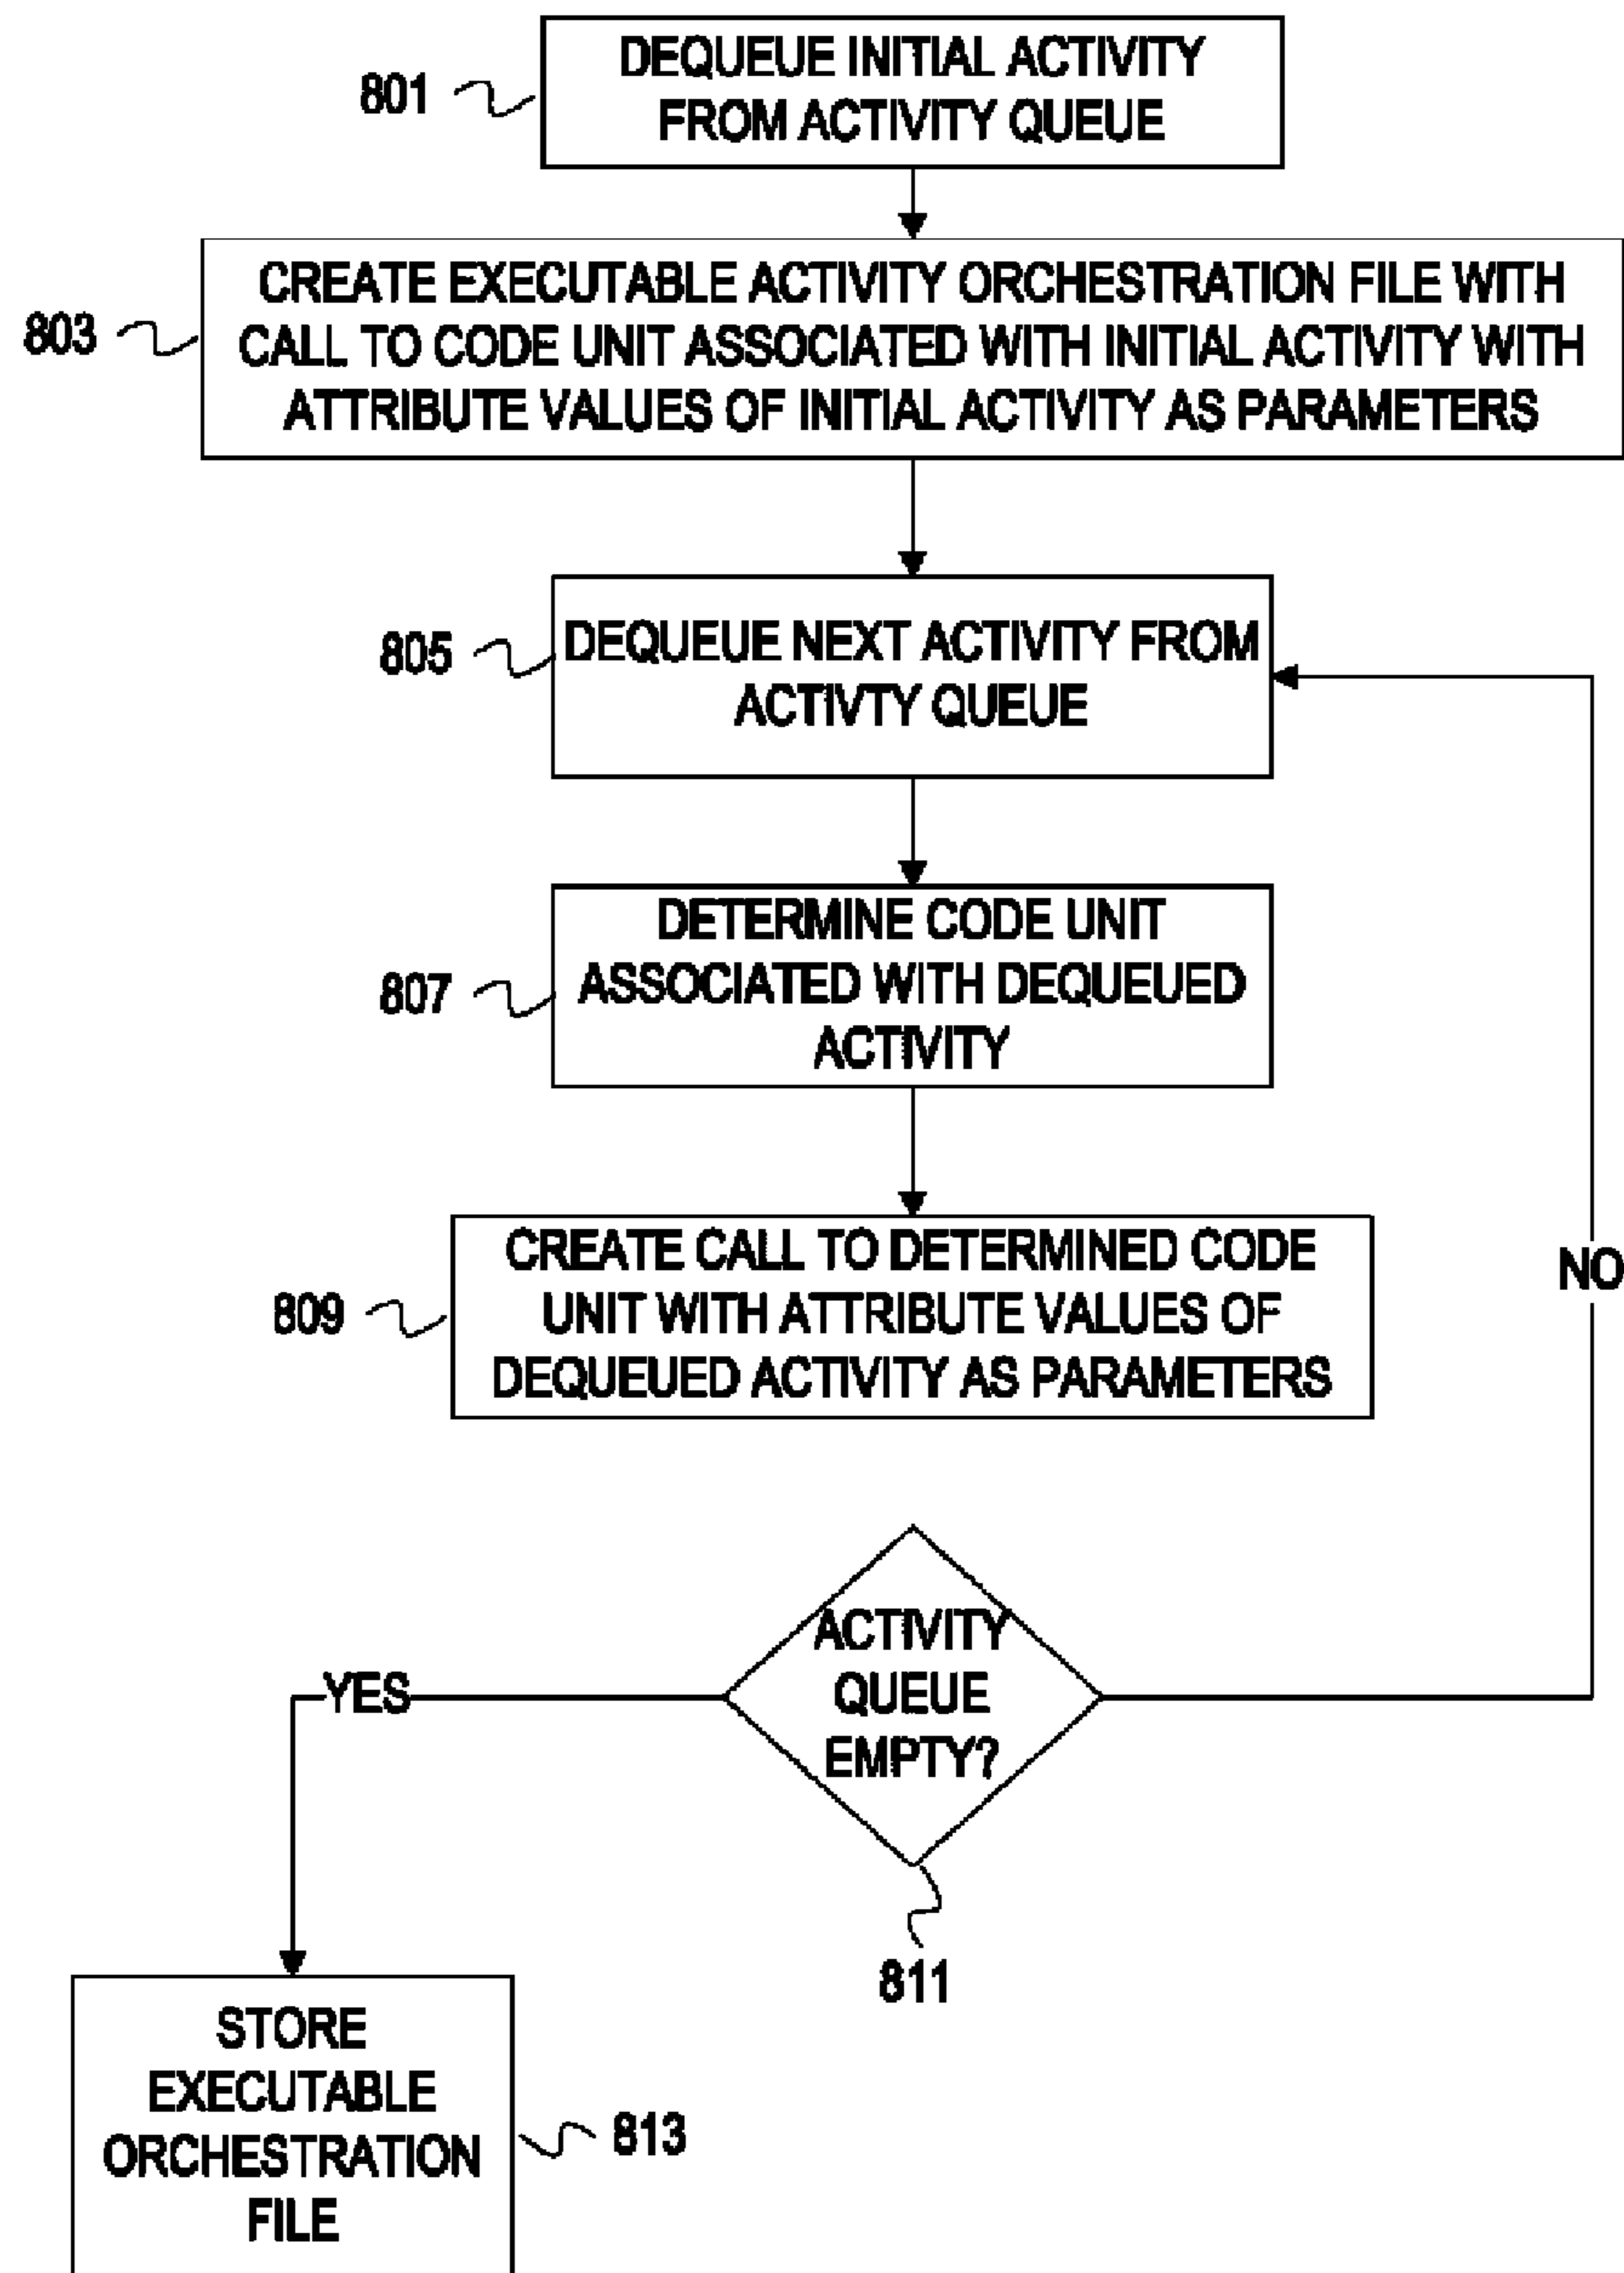 801
DEQUEUE INITIAL ACTIVITY
FROM ACTIVITY QUEUE
803
CREATE EXECUTABLE ACTIVITY ORCHESTRATION FILE WITH
CALL TO CODE UNIT ASSOCIATED WITH INITIAL ACTIVITY WITH
ATTRIBUTE VALUES OF INITIAL ACTIVITY AS PARAMETERS
805
DEQUEUE NEXT ACTIVITY FROM
ACTIVTY QUEUE
807
DETERMINE CODE UNIT
ASSOCIATED WITH DEQUEUED
ACTIVITY
809
CREATE CALL TO DETERMINED CODE
UNIT WITH ATTRIBUTE VALUES OF
DEQUEUED ACTIVITY AS PARAMETERS
NO
ACTIVITY
QUEUE
EMPTY?
YES
811
STORE
EXECUTABLE
ORCHESTRATION
FILE
813